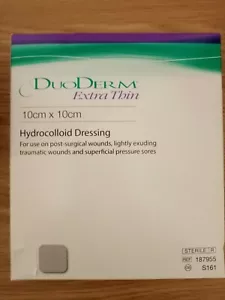 DUODERM®
Extra Thin
10cm x 10cm
Hydrocolloid Dressing
For use on post-surgical wounds, lightly exuding
traumatic wounds and superficial pressure sores
STERILE R
REF 187955
S161